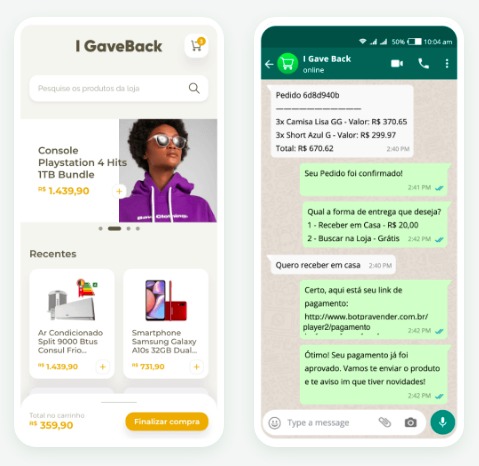 I GaveBack
3
Pesquise os produtos da loja
Console
Playstation 4 Hits
1TB Bundle
R$ 1.439,90
+
Recentes
Ar Condicionado
Split 9000 Btus
Consul Frio...
R$ 1.439,90
+
Smartphone
Samsung Galaxy
A10s 32GB Dual...
R$ 731,90
+
Total no carrinho
R$ 359,90
Finalizar compra
50% 10:04 am
I Gave Back
online
Pedido 6d8d940b
————————————
3x Camisa Lisa GG - Valor: R$ 370.65
3x Short Azul G - Valor: R$ 299.97
Total: R$ 670.62
2:40 PM
Seu Pedido foi confirmado!
2:41 PM
Qual a forma de entrega que deseja?
1 - Receber em Casa - R$ 20,00
2 - Buscar na Loja - Grátis
2:42 PM
Quero receber em casa
2:40 PM
Certo, aqui está seu link de
pagamento:
http://www.botpravender.com.br/
player2/pagamento
2:42 PM
Ótimo! Seu pagamento já foi
aprovado. Vamos te enviar o produto
e te aviso im que tiver novidades!
2:42 PM
Type a message